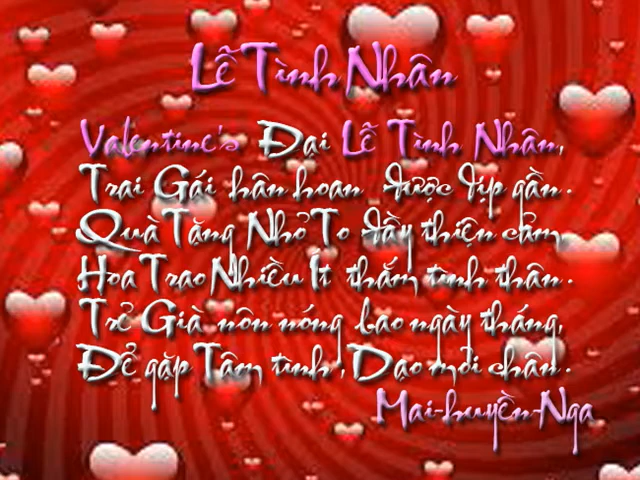 Lễ Tình Nhân
Valentine's Đại Lễ Tình Nhân,
Trai Gái hân hoan được dịp gần.
Quà Tặng Nhỏ To đầy thiện cảm,
Hoa Trao Nhiều Ít thắm tình thân.
Trẻ Già nôn nóng bao ngày tháng,
Để gặp Tâm tình, Dạo mỏi chân.
Mai-huyền-Nga